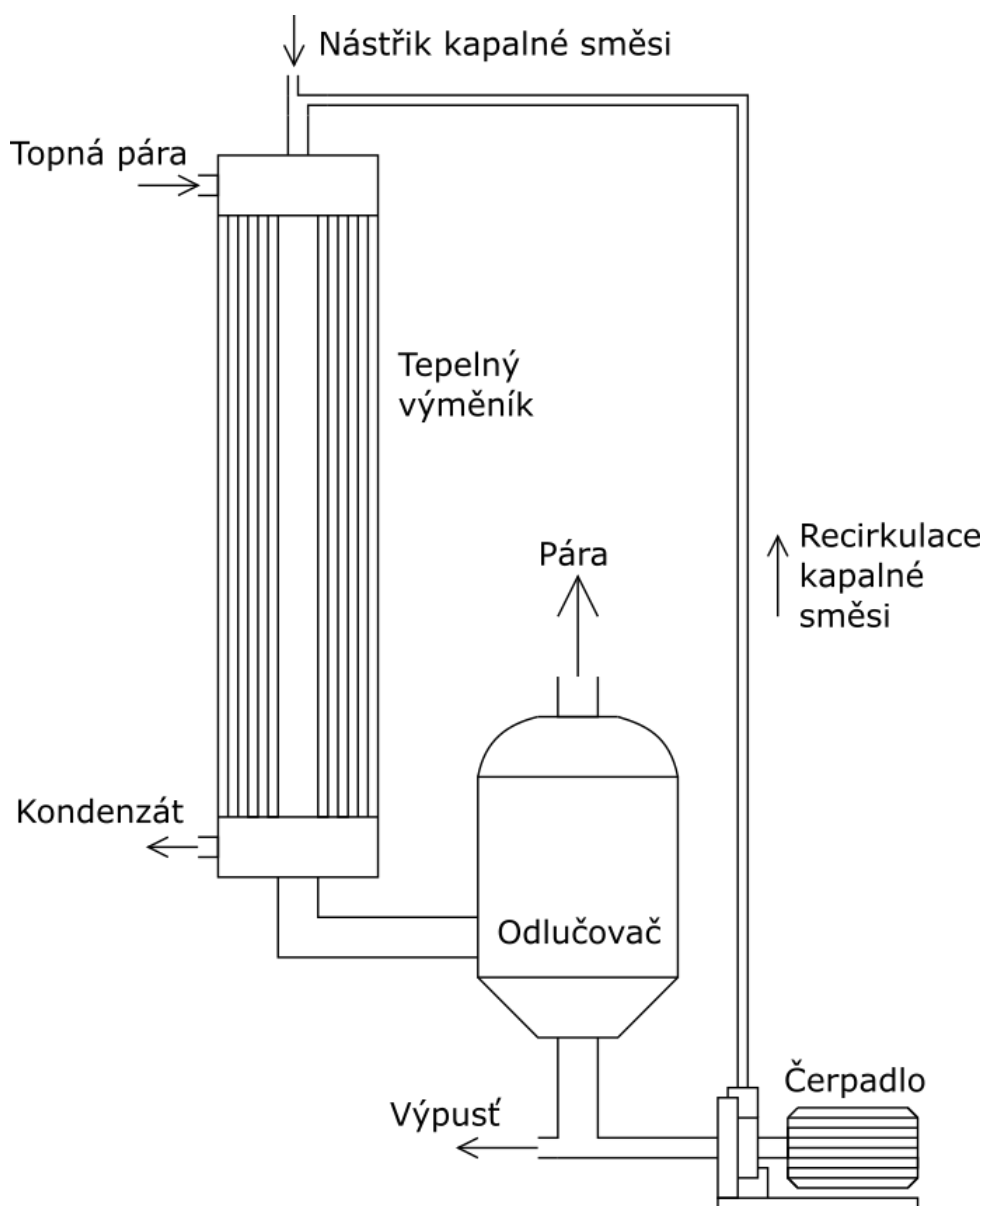 Nástřik kapalné směsi
Topná pára
Tepelný
výměník
Recirkulace
kapalné
směsi
Pára
Kondenzát
Odlučovač
Čerpadlo
Výpusť